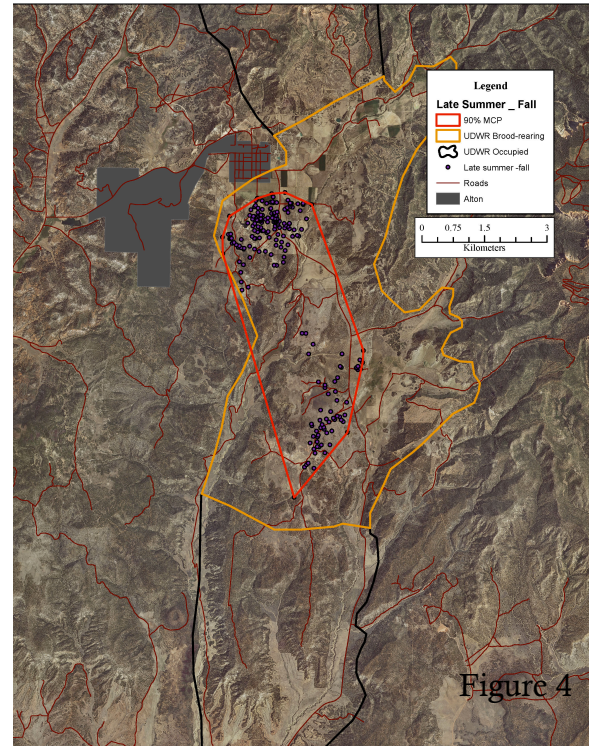 Legend
Late Summer _ Fall
90% MCP
UDWR Brood-rearing
UDWR Occupied
Late summer -fall
Roads
Alton
0 0.75 1.5 3
Kilometers
Figure 4